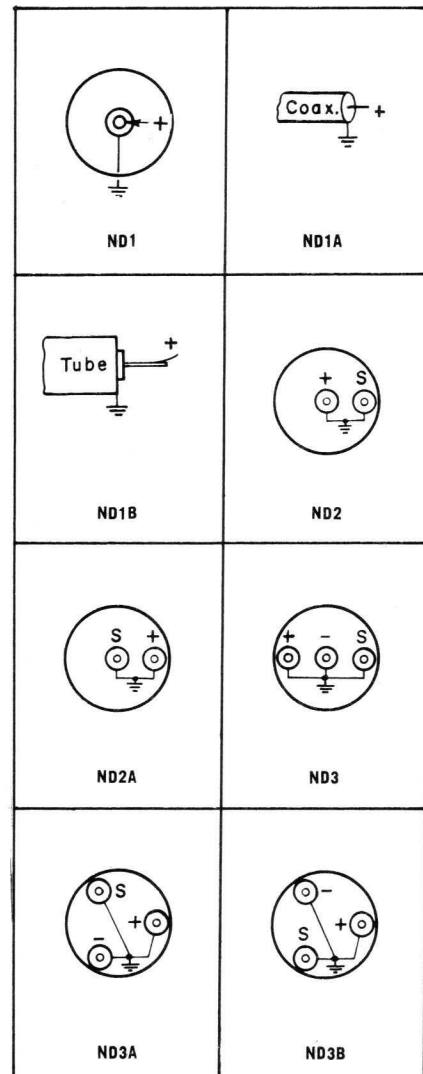 +
ND1
Coax. +
ND1A
Tube +
ND1B
+ S
ND2
S +
ND2A
+ - S
ND3
S
+
-
ND3A
-
+
S
ND3B